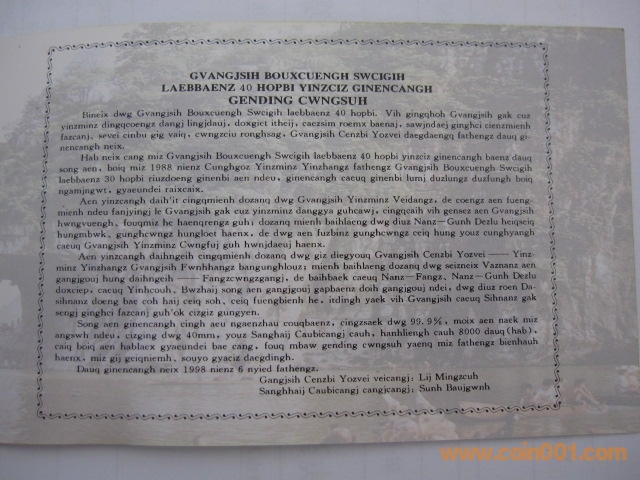 GVANGJSIH BOUXCUENGH SWCIGIH
LAEBBAENZ 40 HOPBI YINZCIZ GINENCANGH
GENDING CWNGSUH
Bineix dwg Gvangjsih Bouxcuengh Swcigih laebbaenz 40 hopbi. Vih gingqhoh Gvangjsih gak cuz
yinzminz dingqcoengz dangj lingjdauj, doxgiet itheij, caezsim roemx baenaj, sawjndaej ginghci cienzmienh
fazcanj, sevei cinbu gig vaiq, cwngzciu ronghsag, Gvangjsih Cenzbi Yozvei daegdaengq fathengz dauq gi-
nencangh neix.
Hab neix cang miz Gvangjsih Bouxcuengh Swcigih laebbaenz 40 hopbi yinzciz ginencangh baenz dauq
song aen, boiq miz 1988 nienz Cunghgoz Yinzminz Yinzhangz fathengz Gvangjsih Bouxcuengh Swcigih
laebbaenz 30 hopbi riuzdoeng ginenbi aen ndeu, ginencangh cacuq ginenbi lumj duzlungz duzfungh boiq
ngamjngwt, gyaeundei raixcaix.
Aen yinzcangh daih'it cingqmienh dozanq dwg Gvangjsih Yinzminz Veidangz, de coengz aen fueng-
mienh ndeu fanjyingj le Gvangjsih gak cuz yinzminz danggya guhcawj, cingqcaih vih gensez aen Gvangjsih
hwngvuengh, fouqmiz he haenqrengz guh; dozanq mienh baihlaeng dwg diuz Nanz—Gunh Dezlu heiqseiq
hungmbwk, gunghcwngz hungloet haenx, de dwg aen fuzbinz gunghcwngz ceiq hung youz cunghyangh
caeuq Gvangjsih Yinzminz Cwngfuj guh hwnjdaeuj haenx.
Aen yinzcangh daihngeih cingqmienh dozanq dwg giz diegyouq Gvangjsih Cenzbi Yozvei —— Yinz-
minz Yinzhangz Gvangjsih Fwnhhangz bangunghlouz; mienh baihlaeng dozanq dwg seizneix Vaznanz aen
gangjgouj hung daihngeih —— Fangzcwngzgangj, de baihbaek caeuq Nanz—Fangz, Nanz—Gunh Dezlu
doxciep, caeuq Yinhcouh, Bwzhaij song aen gangjgouj gapbaenz doih gangjgouj ndei, dwg diuz roen Da-
sihnanz doeng bae coh haij ceiq soh, ceiq fuengbienh he, itdingh yaek vih Gvangjsih caeuq Sihnanz gak
sengj ginghci fazcanj guh'ok cizgiz gungyen.
Song aen ginencangh cingh aeu ngaenzhau couqbaenz, cingzsaek dwg 99.9%, moix aen naek miz
angswh ndeu, cizging dwg 40mm, youz Sanghaij Caubicangj cauh, hanhliengh cauh 8000 dauq (hab),
caiq boiq aen hablaex gyaeundei bae cang, fouq mbaw gending cwngsuh yaenq miz fathengz bienhauh
haenx, miz gij geiqniemh, souyo gyaciz daegdingh.
Dauq ginencangh neix 1998 nienz 6 nyied fathengz.
Gangjsih Cenzbi Yozvei veicangj: Lij Mingzcuh
Sanghhaij Caubicangj cangjcangj: Sunh Baujgwnh
www.coin001.com